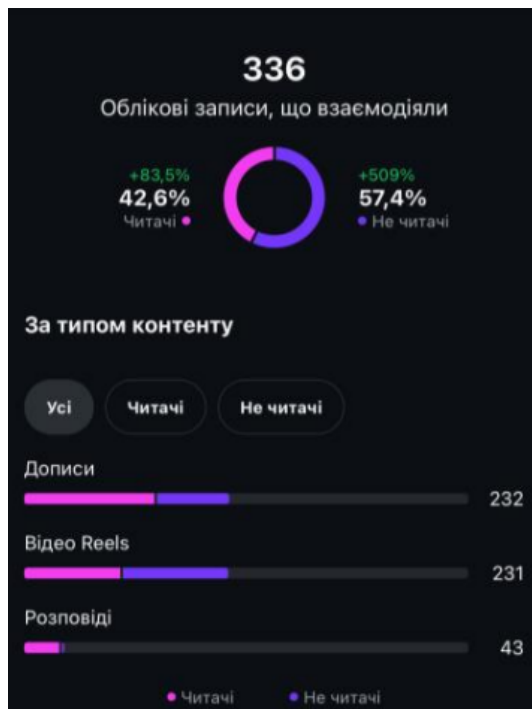 336
Облікові записи, що взаємодіяли
+83,5%
42,6%
Читачі
+509%
57,4%
Не читачі
За типом контенту
Усі Читачі Не читачі
Дописи
232
Відео Reels
231
Розповіді
43
Читачі Не читачі